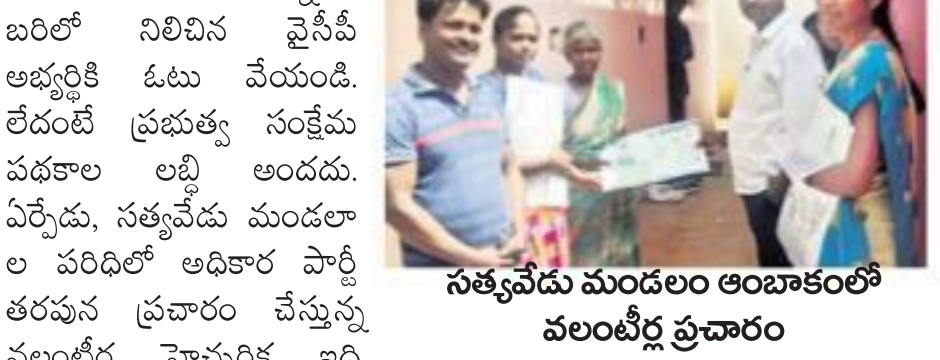 బరిలో నిలిచిన వైసీపీ
అభ్యర్థికి ఓటు వేయండి.
లేదంటే ప్రభుత్వ సంక్షేమ
పథకాల లబ్ధి అందదు.
ఏర్పేడు, సత్యవేడు మండలా
ల పరిధిలో అధికార పార్టీ
తరపున ప్రచారం చేస్తున్న
సత్యవేడు మండలం ఆంబాకంలో
వలంటీర్ల ప్రచారం